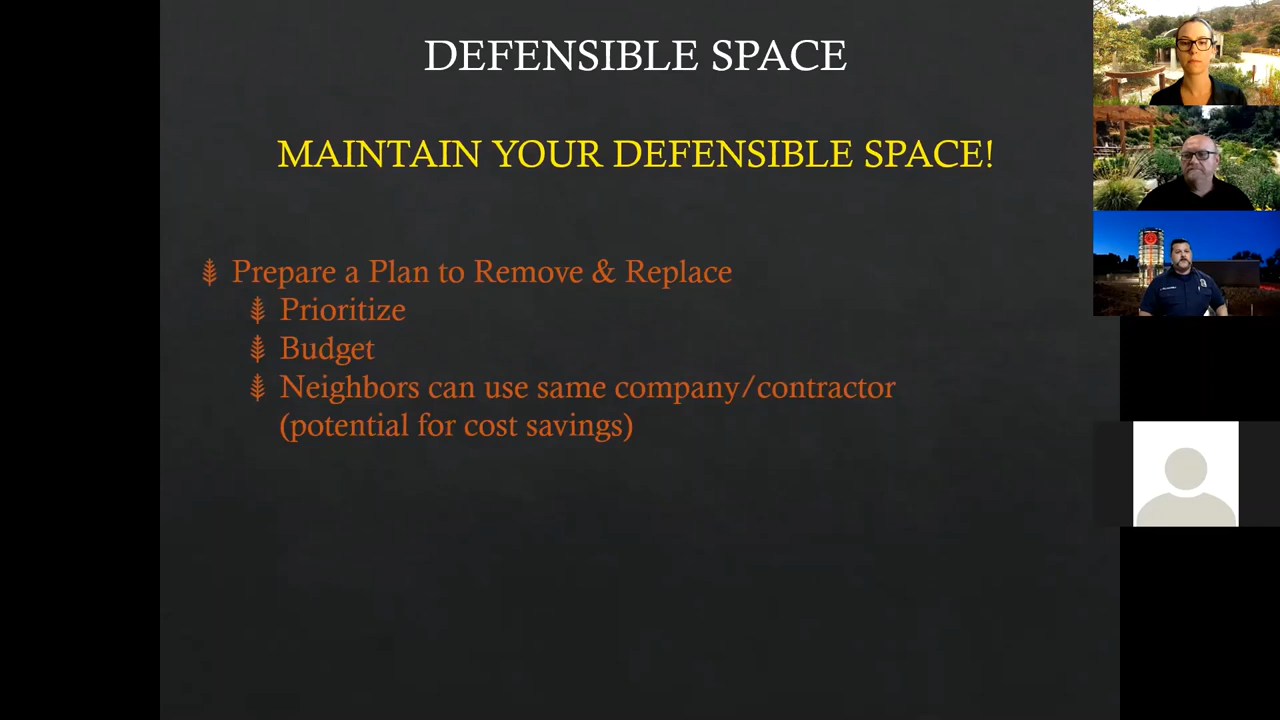 DEFENSIBLE SPACE
MAINTAIN YOUR DEFENSIBLE SPACE!
Prepare a Plan to Remove & Replace
Prioritize
Budget
Neighbors can use same company/contractor
(potential for cost savings)